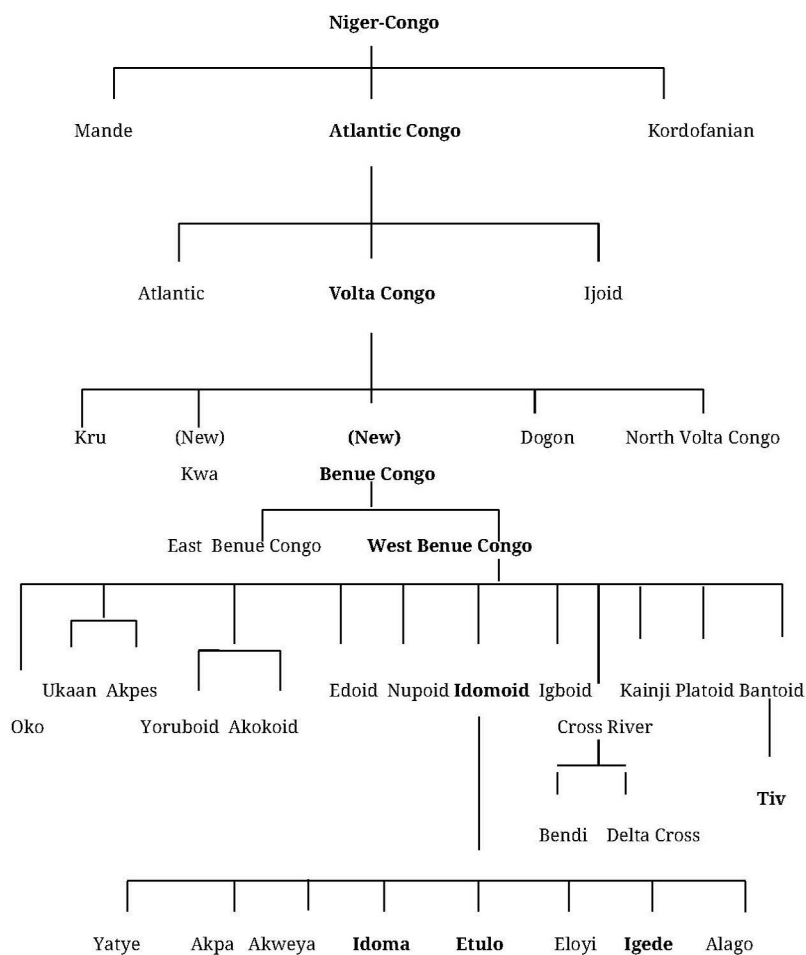 Niger-Congo
Mande Atlantic Congo Kordofanian
Atlantic Volta Congo Ijoid
Kru (New) (New) Dogon North Volta Congo
Kwa Benue Congo
East Benue Congo West Benue Congo
Ukaan Akpes Edoid Nupoid Idomoid Igboid Kainji Platoid Bantoid
Oko Yoruboid Akokoid Cross River
Tiv
Bendi Delta Cross
Yatye Akpa Akweya Idoma Etulo Eloyi Igede Alago